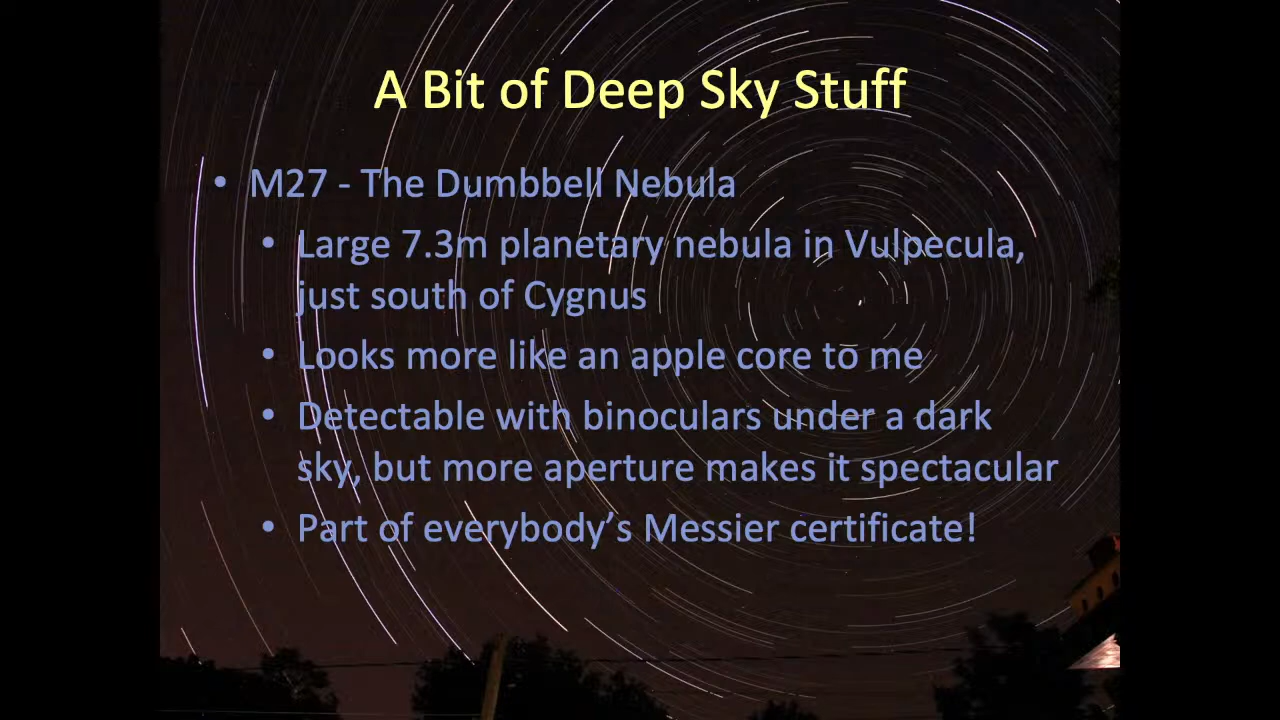 A Bit of Deep Sky Stuff
• M27 - The Dumbbell Nebula
• Large 7.3m planetary nebula in Vulpecula,
just south of Cygnus
• Looks more like an apple core to me
• Detectable with binoculars under a dark
sky, but more aperture makes it spectacular
• Part of everybody’s Messier certificate!